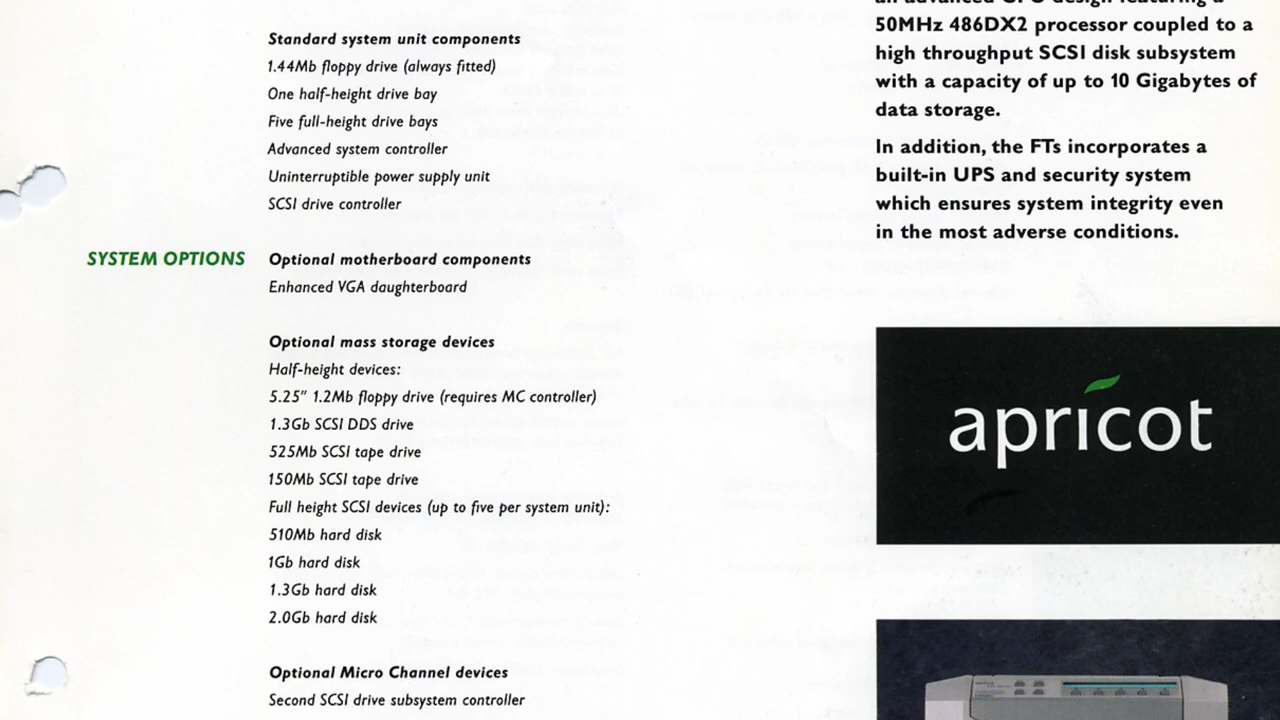 Standard system unit components
1.44Mb floppy drive (always fitted)
One half-height drive bay
Five full-height drive bays
Advanced system controller
Uninterruptible power supply unit
SCSI drive controller
SYSTEM OPTIONS
Optional motherboard components
Enhanced VGA daughterboard
Optional mass storage devices
Half-height devices:
5.25" 1.2Mb floppy drive (requires MC controller)
1.3Gb SCSI DDS drive
525Mb SCSI tape drive
150Mb SCSI tape drive
Full height SCSI devices (up to five per system unit):
510Mb hard disk
1Gb hard disk
1.3Gb hard disk
2.0Gb hard disk
Optional Micro Channel devices
Second SCSI drive subsystem controller
an advanced CPU design featuring a
50MHz 486DX2 processor coupled to a
high throughput SCSI disk subsystem
with a capacity of up to 10 Gigabytes of
data storage.
In addition, the FTs incorporates a
built-in UPS and security system
which ensures system integrity even
in the most adverse conditions.
apricot